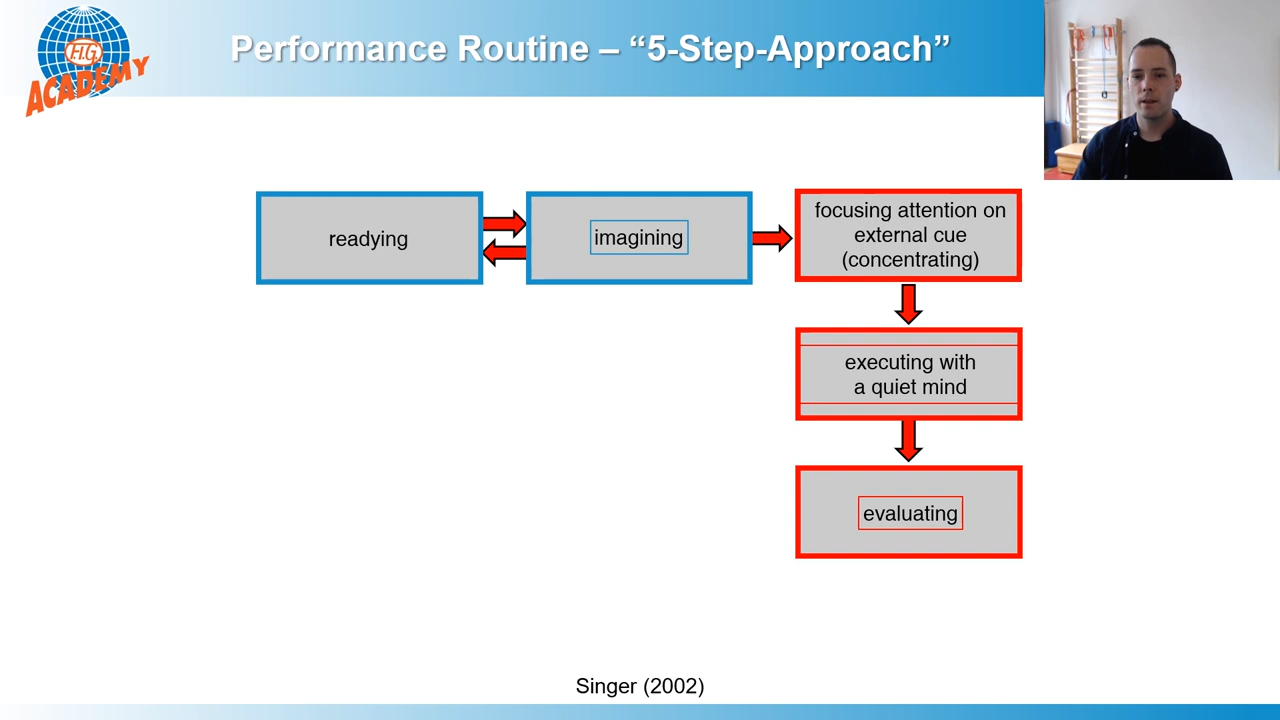 F.I.G.
ACADEMY
Performance Routine – “5-Step-Approach”
readying
imagining
focusing attention on
external cue
(concentrating)
executing with
a quiet mind
evaluating
Singer (2002)